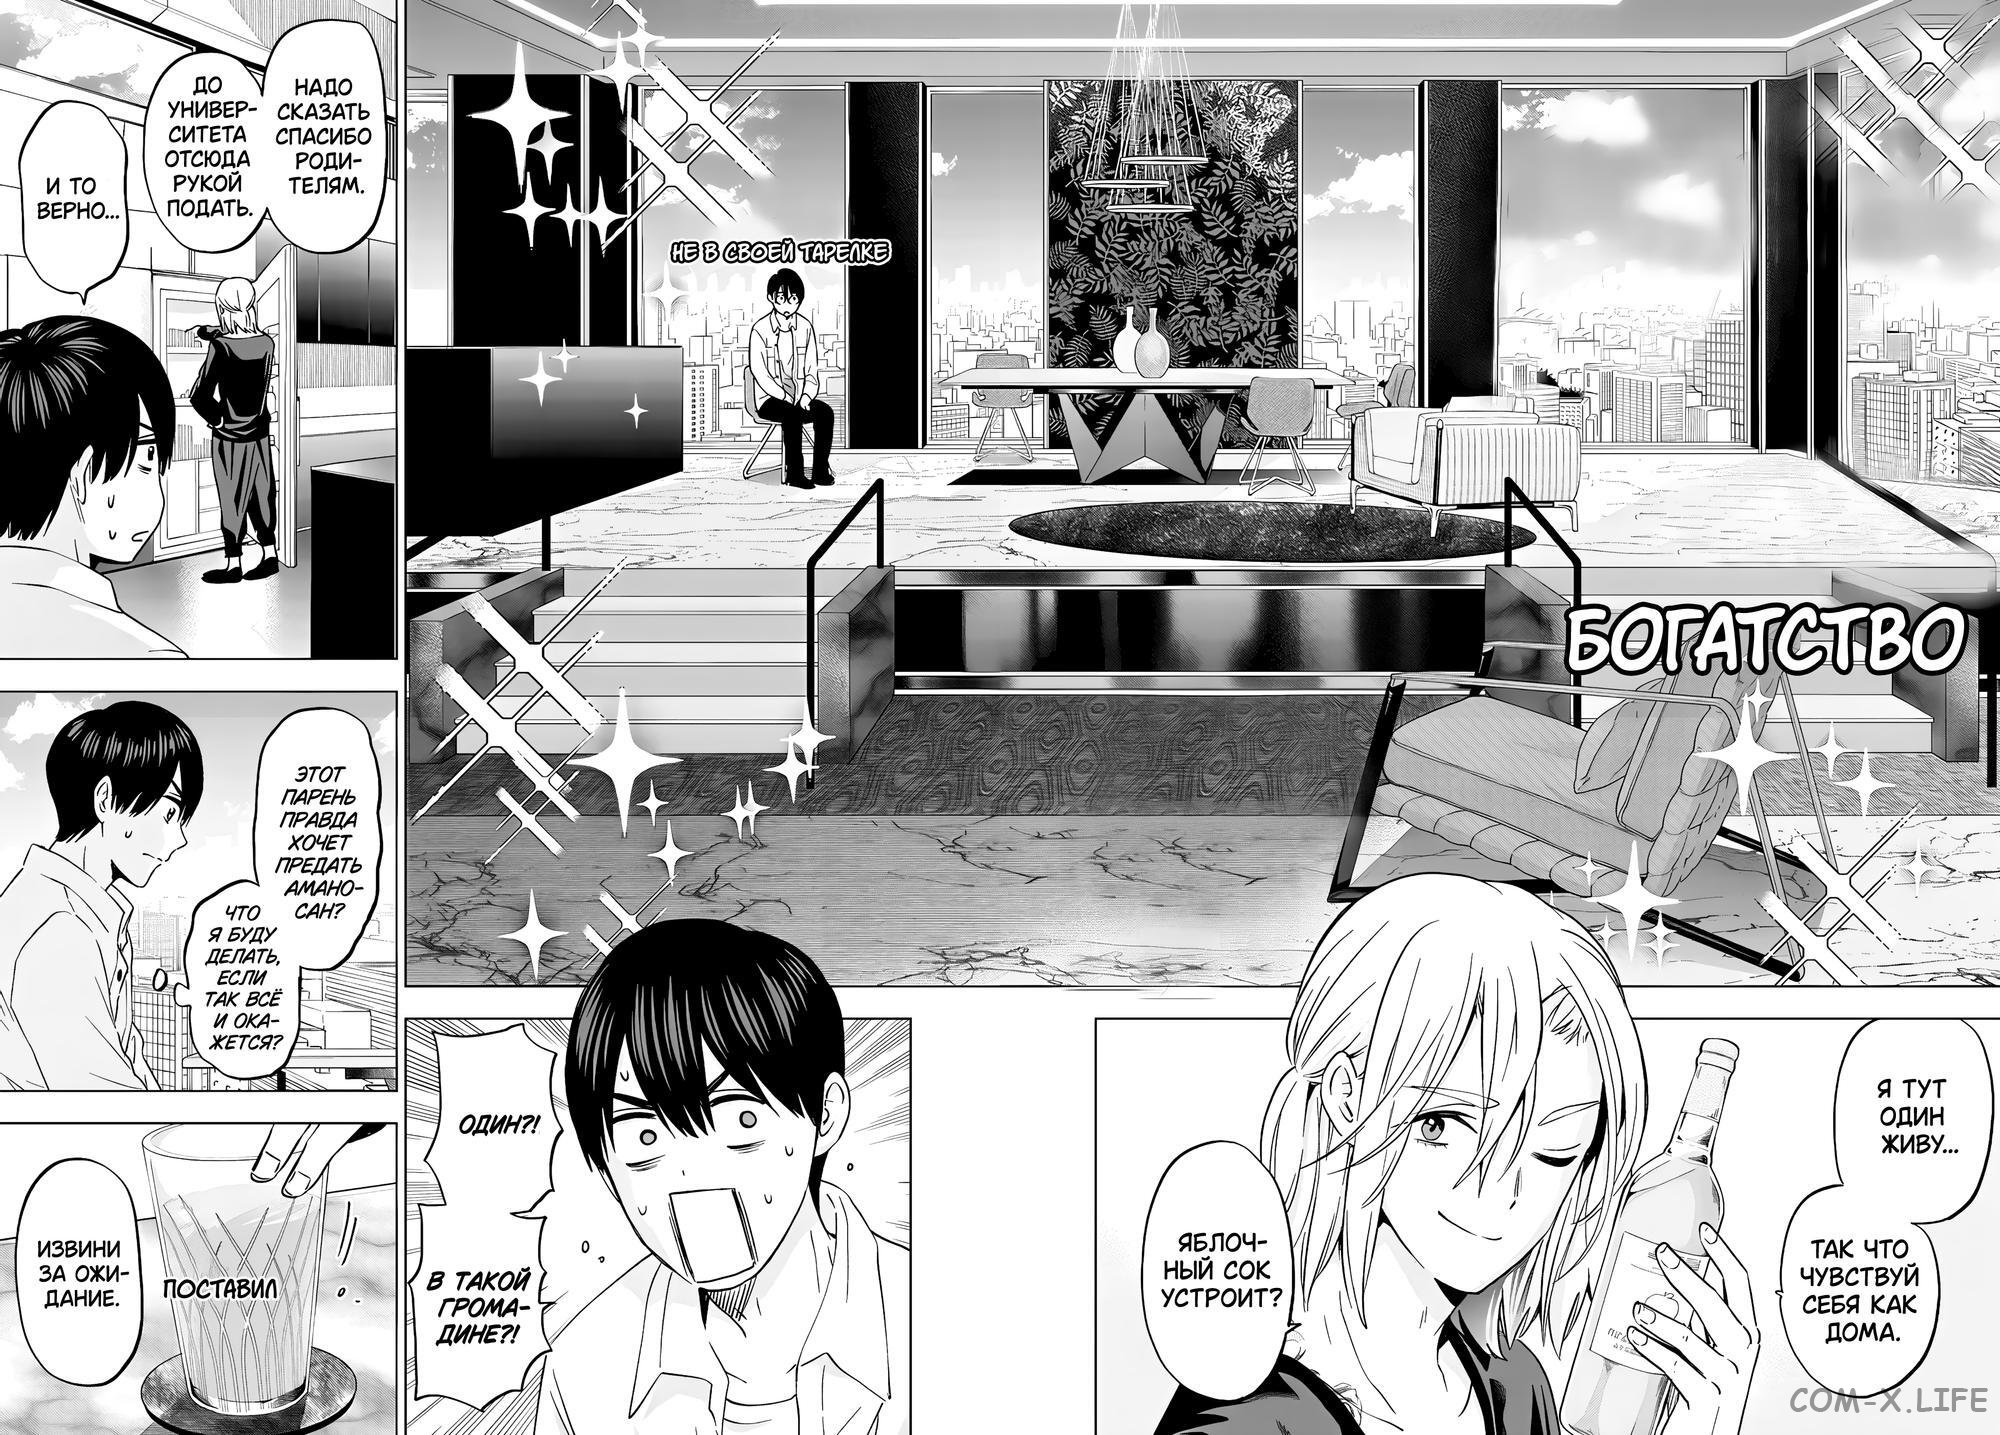 НЕ В СВОЕЙ ТАРЕЛКЕ
БОГАТСТВО
Я ТУТ
ОДИН
ЖИВУ...
ТАК ЧТО
ЧУВСТВУЙ
СЕБЯ КАК
ДОМА.
ЯБЛОЧ-
НЫЙ СОК
УСТРОИТ?
ОДИН?!
В ТАКОЙ
ГРОМА-
ДИНЕ?!
НАДО
СКАЗАТЬ
СПАСИБО
РОДИ-
ТЕЛЯМ.
ДО
УНИВЕР-
СИТЕТА
ОТСЮДА
РУКОЙ
ПОДАТЬ.
И ТО
ВЕРНО...
ЭТОТ
ПАРЕНЬ
ПРАВДА
ХОЧЕТ
ПРЕДАТЬ
АМАНО-
САН?
ЧТО
Я БУДУ
ДЕЛАТЬ,
ЕСЛИ
ТАК ВСЁ
И ОКА-
ЖЕТСЯ?
ПОСТАВИЛ
ИЗВИНИ
ЗА ОЖИ-
ДАНИЕ.
COM-X.LIFE